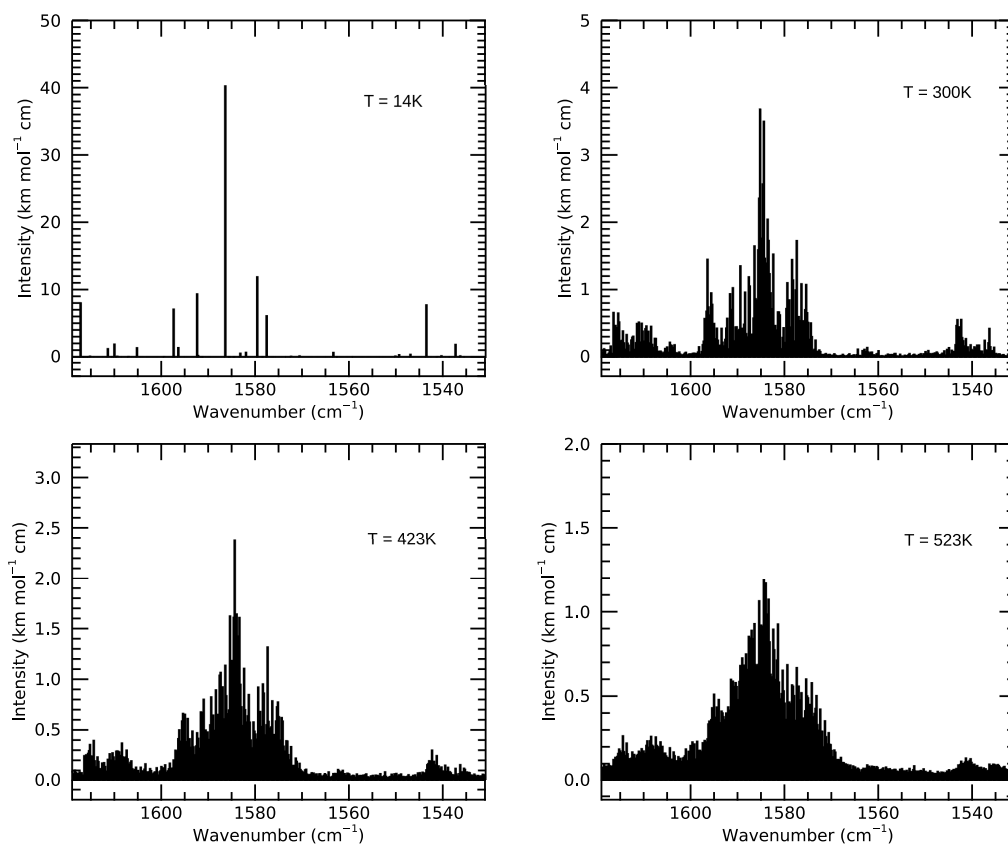 50
40
30
20
10
0
Intensity (km mol⁻¹ cm)
T = 14K
1600 1580 1560 1540
Wavenumber (cm⁻¹)
5
4
3
2
1
0
Intensity (km mol⁻¹ cm)
T = 300K
1600 1580 1560 1540
Wavenumber (cm⁻¹)
3.0
2.5
2.0
1.5
1.0
0.5
0.0
Intensity (km mol⁻¹ cm)
T = 423K
1600 1580 1560 1540
Wavenumber (cm⁻¹)
2.0
1.5
1.0
0.5
0.0
Intensity (km mol⁻¹ cm)
T = 523K
1600 1580 1560 1540
Wavenumber (cm⁻¹)